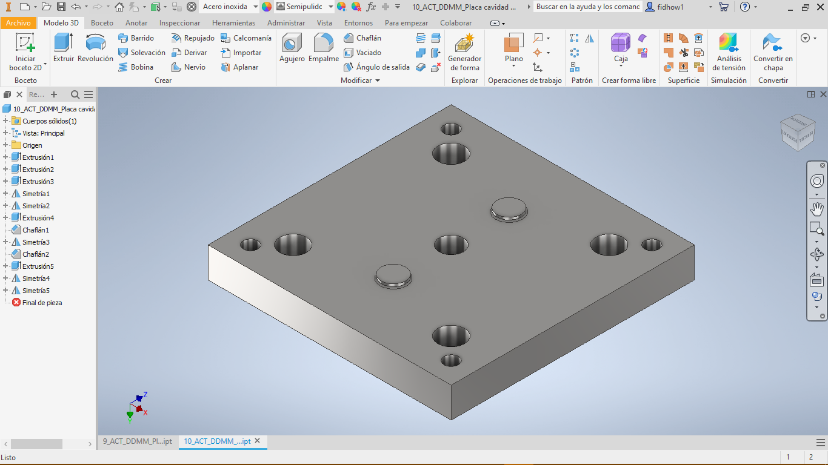 Acero inoxida
Semipulidc
10_ACT_DDMM_Placa cavidad ...
Buscar en la ayuda y los comanc
fidhow1
Archivo Modelo 3D Boceto Anotar Inspeccionar Herramientas Administrar Vista Entornos Para empezar Colaborar
Iniciar
boceto 2D
Boceto
Extruir
Revolución
Barrido
Solevación
Bobina
Repujado
Derivar
Nervio
Calcomanía
Importar
Aplanar
Crear
Agujero
Empalme
Chaflán
Vaciado
Ángulo de salida
Modificar
Generador
de forma
Explorar
Plano
Operaciones de trabajo
Patrón
Caja
Crear forma libre
Superficie
Análisis
de tensión
Simulación
Convertir en
chapa
Convertir
Re...
10_ACT_DDMM_Placa cavida
Cuerpos sólidos(1)
Vista: Principal
Origen
Extrusión1
Extrusión2
Extrusión3
Simetría1
Simetría2
Extrusión4
Chaflán1
Simetría3
Chaflán2
Extrusión5
Simetría4
Simetría5
Final de pieza
Z
X
Y
9_ACT_DDMM_Pl...ipt
10_ACT_DDMM_...ipt
Listo
1
2